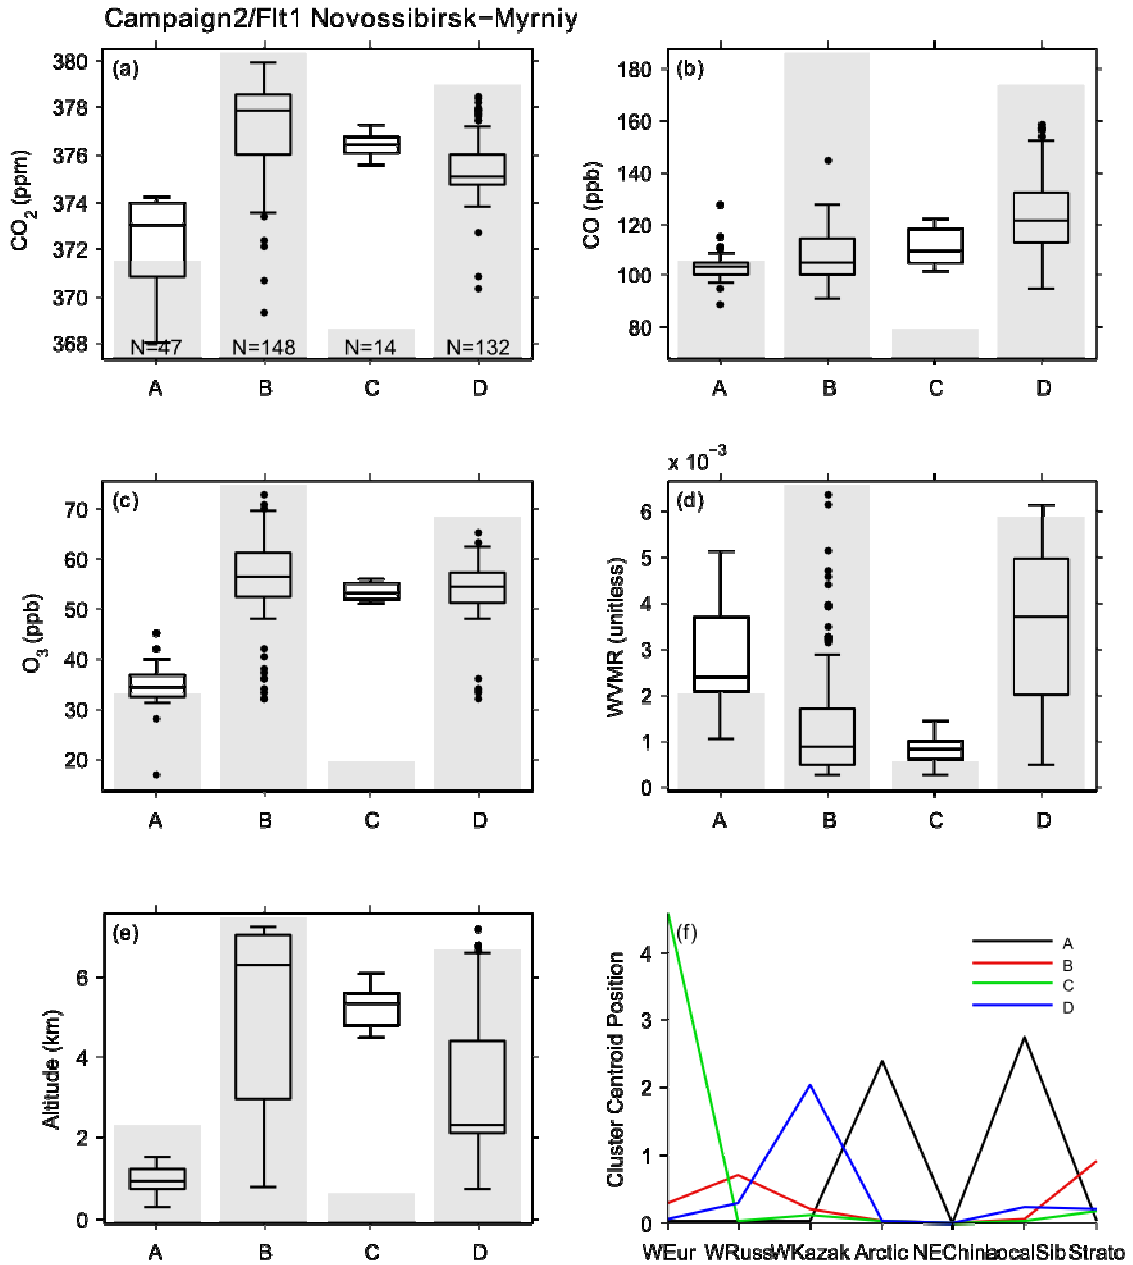 Campaign2/Flt1 Novossibirsk−Myrniy
(a)
CO2 (ppm)
380
378
376
374
372
370
368
N=47 N=148 N=14 N=132
A B C D
(b)
CO (ppb)
180
160
140
120
100
80
A B C D
(c)
O3 (ppb)
70
60
50
40
30
20
A B C D
x 10−3
(d)
WVMR (unitless)
6
5
4
3
2
1
0
A B C D
(e)
Altitude (km)
6
4
2
0
A B C D
(f)
Cluster Centroid Position
4
3
2
1
0
A
B
C
D
WEur WRuss WKazak Arctic NEChina LocalSib Strato